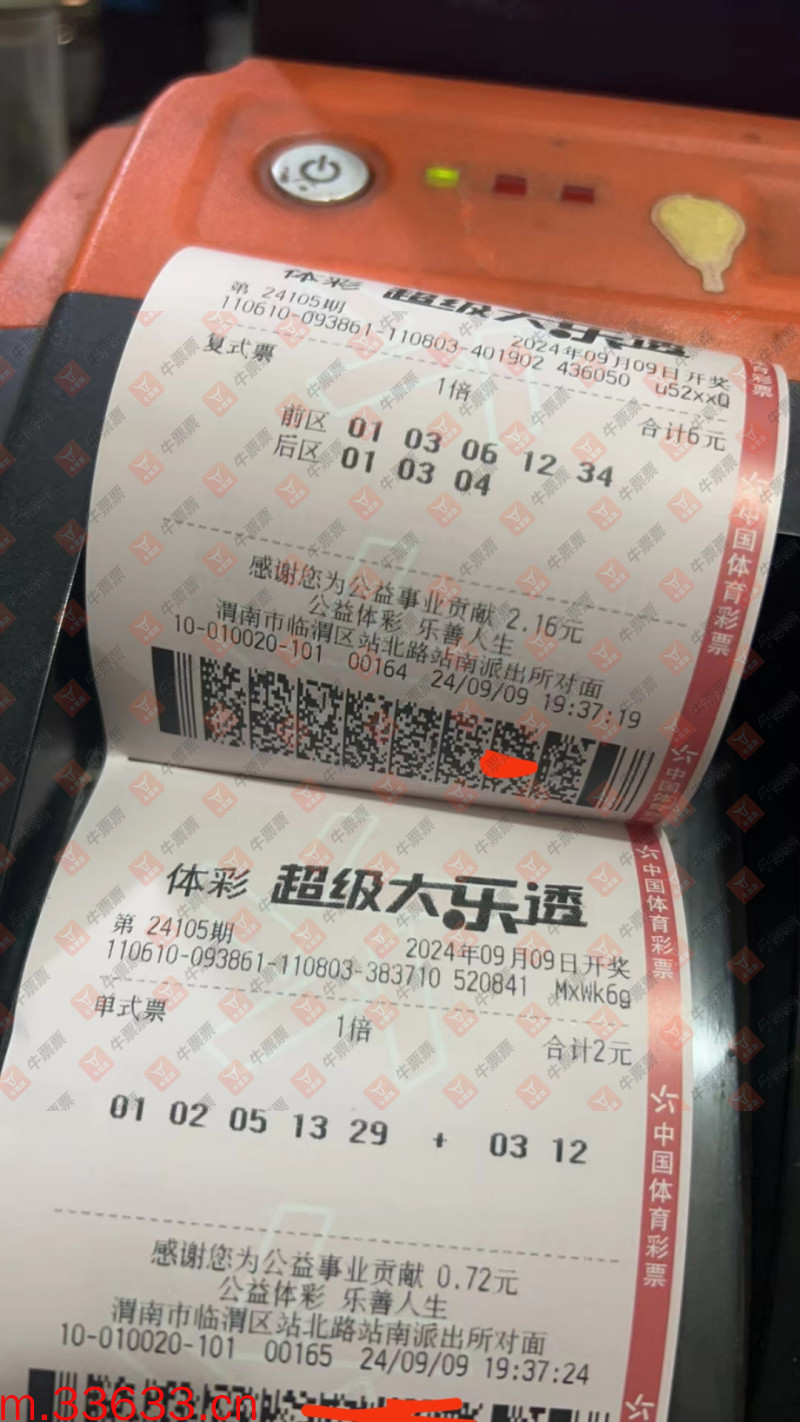 体彩 超级大乐透
第 24105期
2024年09月09日开奖
110610-093861-110803-401902 436050 u52xxQ
复式票
1倍
合计6元
前区 01 03 06 12 34
后区 01 03 04
感谢您为公益事业贡献 2.16元
公益体彩 乐善人生
渭南市临渭区站北路站南派出所对面
10-010020-101 00164 24/09/09 19:37:19
育彩票
中国体育彩票
中国体
体彩 超级大乐透
第 24105期
2024年09月09日开奖
110610-093861-110803-383710 520841 MxWk6g
单式票
1倍
合计2元
01 02 05 13 29 + 03 12
感谢您为公益事业贡献 0.72元
公益体彩 乐善人生
渭南市临渭区站北路站南派出所对面
10-010020-101 00165 24/09/09 19:37:24
中国体育彩票
中国体育彩票
牛票票
m.33633.cn